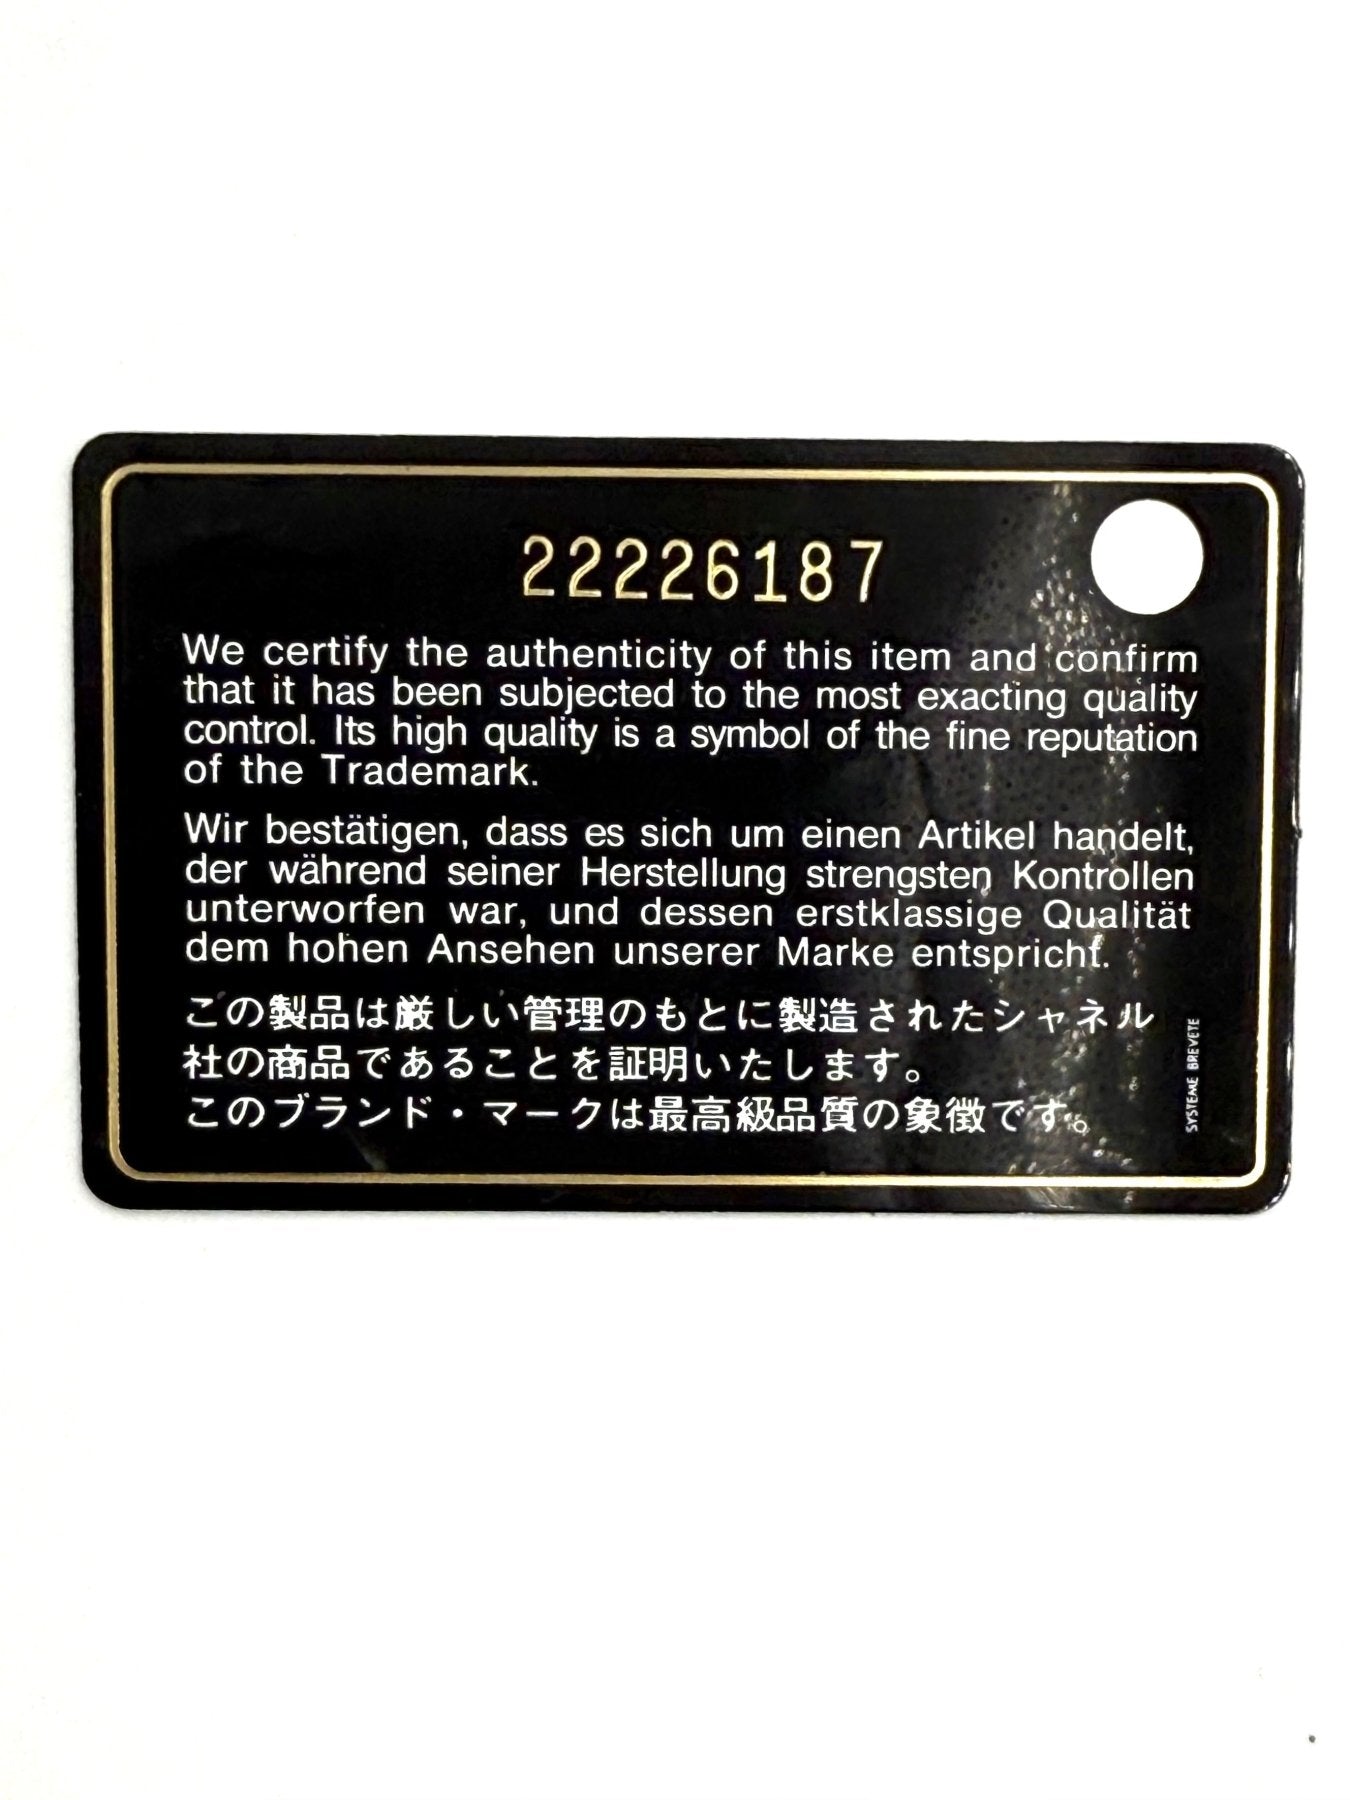 22226187
We certify the authenticity of this item and confirm
that it has been subjected to the most exacting quality
control. Its high quality is a symbol of the fine reputation
of the Trademark.
Wir bestätigen, dass es sich um einen Artikel handelt,
der während seiner Herstellung strengsten Kontrollen
unterworfen war, und dessen erstklassige Qualität
dem hohen Ansehen unserer Marke entspricht.
この製品は厳しい管理のもとに製造されたシャネル
社の商品であることを証明いたします。
このブランド・マークは最高級品質の象徴です。
SYSTEME BREVETE